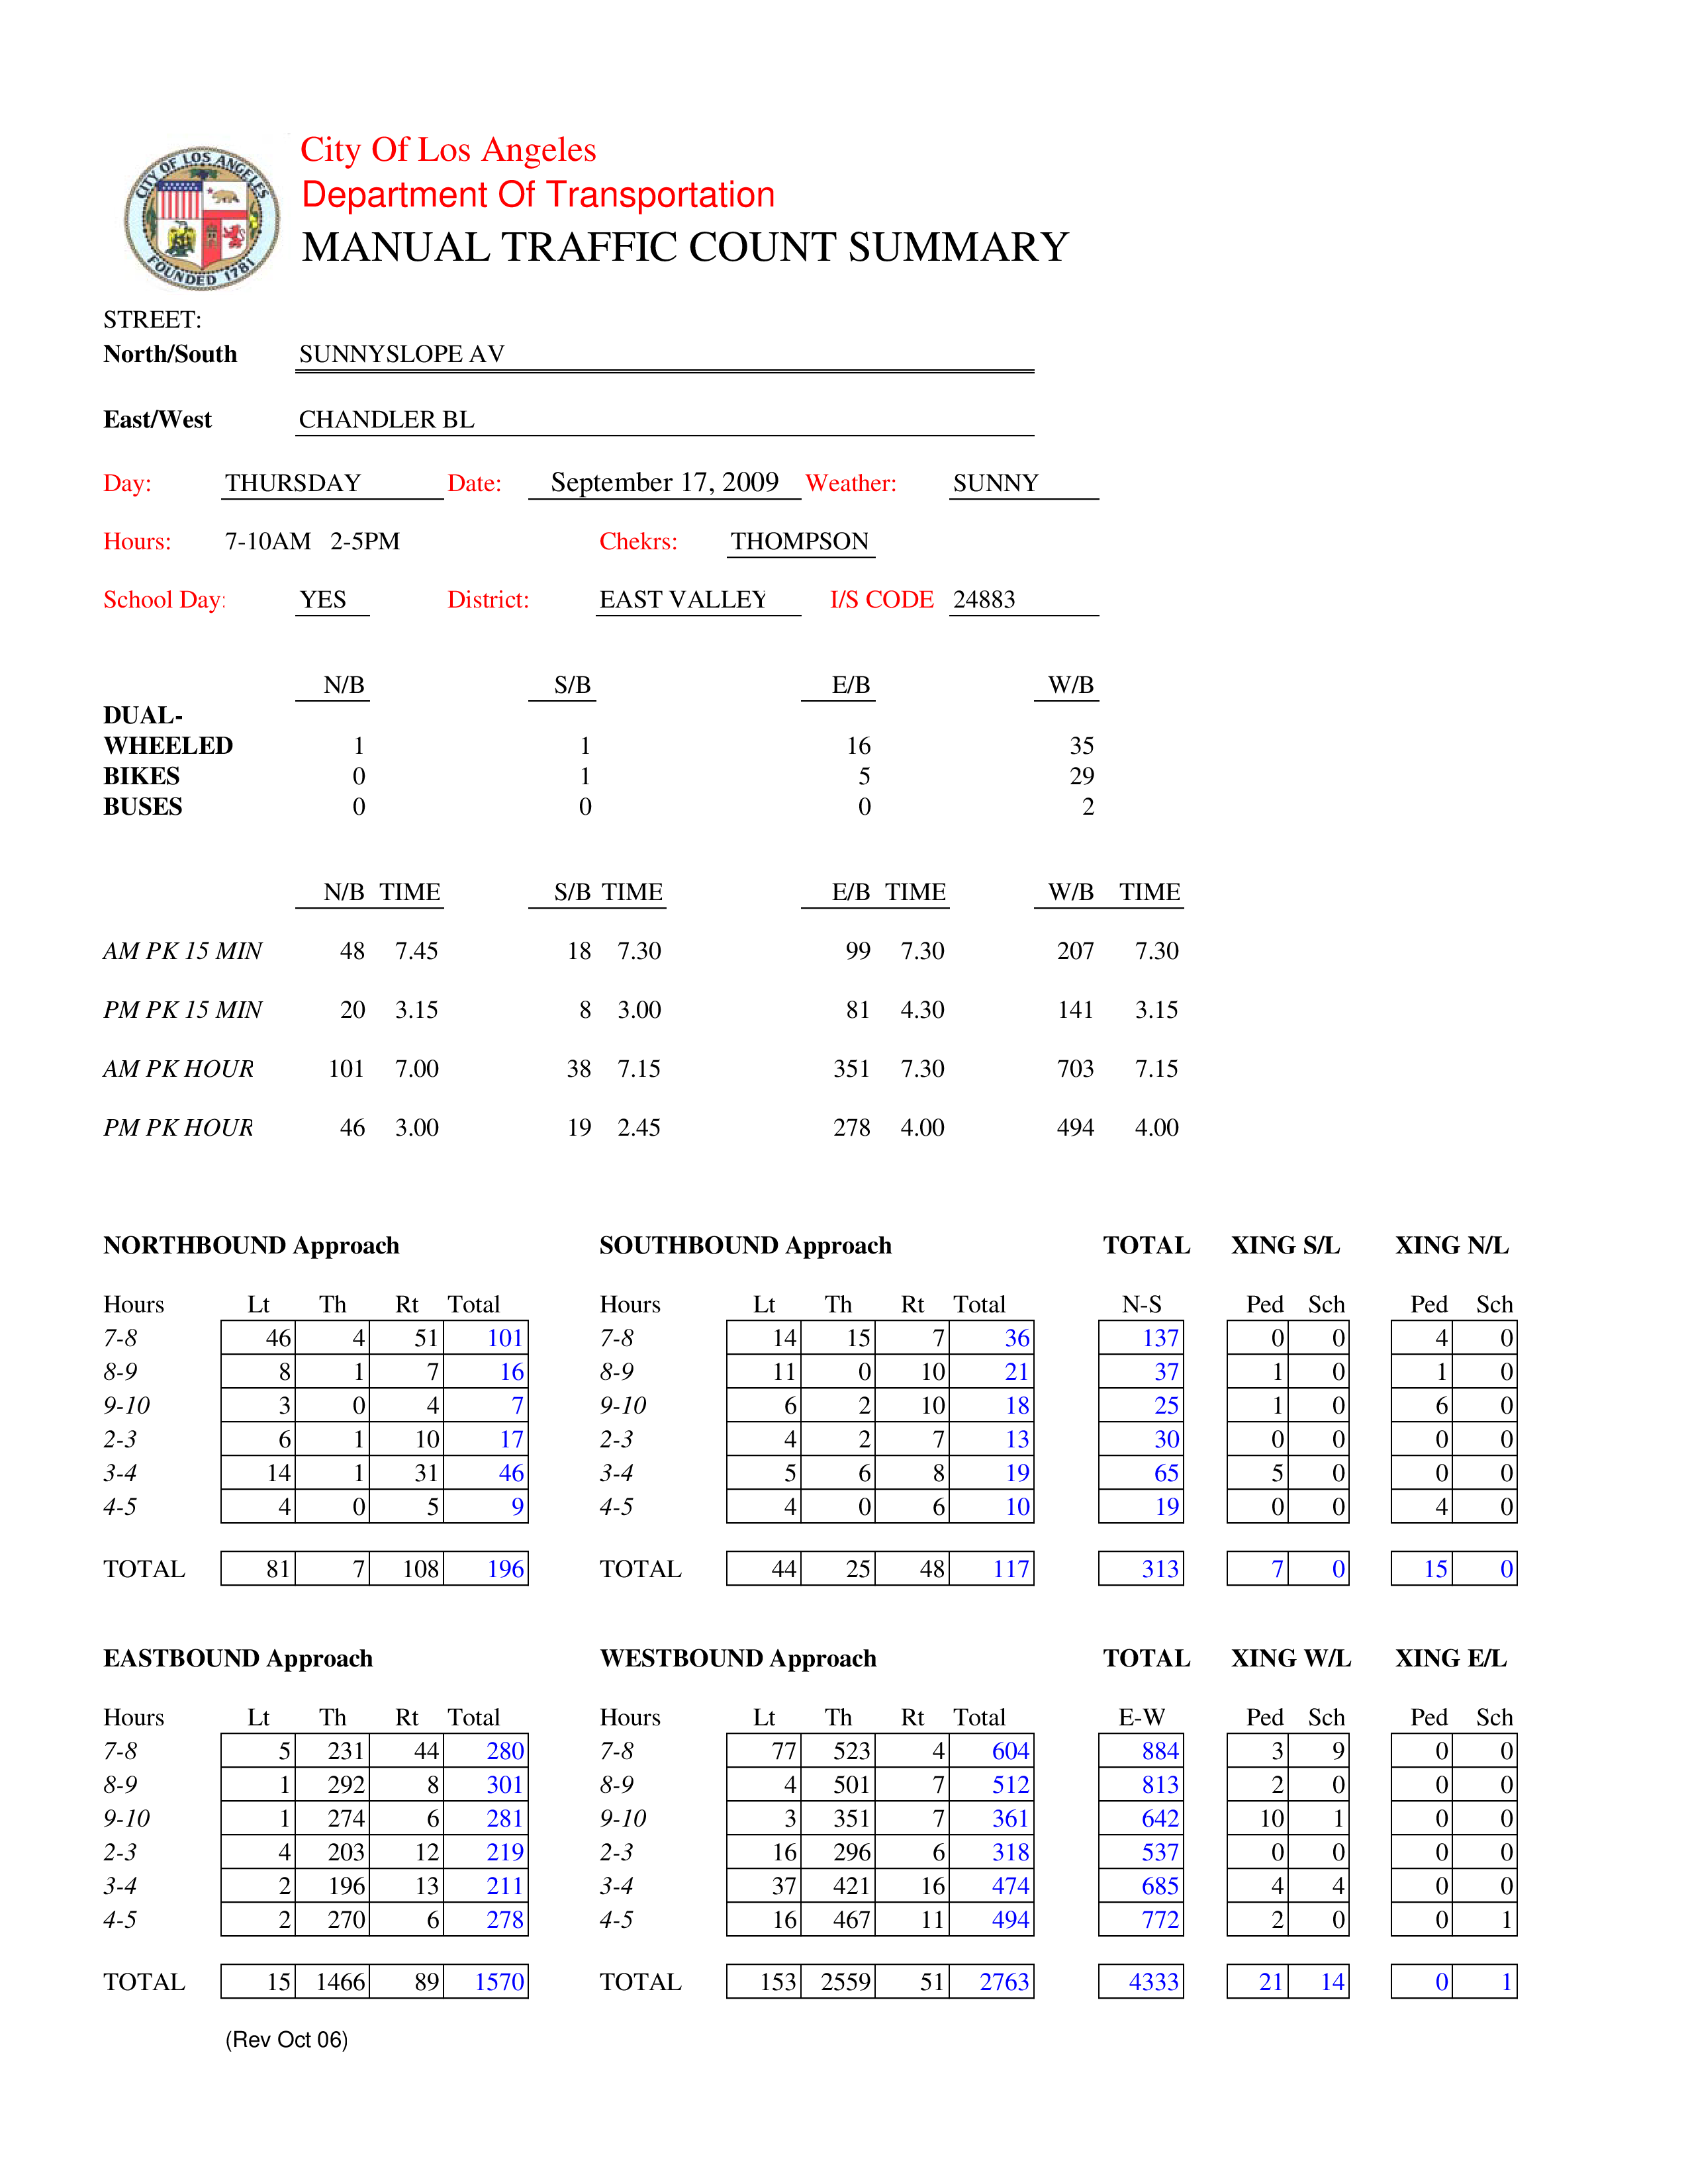 CITY OF LOS ANGELES
FOUNDED 1781
City Of Los Angeles
Department Of Transportation
MANUAL TRAFFIC COUNT SUMMARY
STREET:
North/South SUNNYSLOPE AV
East/West CHANDLER BL
Day: THURSDAY Date: September 17, 2009 Weather: SUNNY
Hours: 7-10AM 2-5PM Chekrs: THOMPSON
School Day: YES District: EAST VALLEY I/S CODE 24883
N/B S/B E/B W/B
DUAL-
WHEELED 1 1 16 35
BIKES 0 1 5 29
BUSES 0 0 0 2
N/B TIME S/B TIME E/B TIME W/B TIME
AM PK 15 MIN 48 7.45 18 7.30 99 7.30 207 7.30
PM PK 15 MIN 20 3.15 8 3.00 81 4.30 141 3.15
AM PK HOUR 101 7.00 38 7.15 351 7.30 703 7.15
PM PK HOUR 46 3.00 19 2.45 278 4.00 494 4.00
NORTHBOUND Approach SOUTHBOUND Approach TOTAL XING S/L XING N/L
Hours Lt Th Rt Total Hours Lt Th Rt Total N-S Ped Sch Ped Sch
7-8 46 4 51 101 7-8 14 15 7 36 137 0 0 4 0
8-9 8 1 7 16 8-9 11 0 10 21 37 1 0 1 0
9-10 3 0 4 7 9-10 6 2 10 18 25 1 0 6 0
2-3 6 1 10 17 2-3 4 2 7 13 30 0 0 0 0
3-4 14 1 31 46 3-4 5 6 8 19 65 5 0 0 0
4-5 4 0 5 9 4-5 4 0 6 10 19 0 0 4 0
TOTAL 81 7 108 196 TOTAL 44 25 48 117 313 7 0 15 0
EASTBOUND Approach WESTBOUND Approach TOTAL XING W/L XING E/L
Hours Lt Th Rt Total Hours Lt Th Rt Total E-W Ped Sch Ped Sch
7-8 5 231 44 280 7-8 77 523 4 604 884 3 9 0 0
8-9 1 292 8 301 8-9 4 501 7 512 813 2 0 0 0
9-10 1 274 6 281 9-10 3 351 7 361 642 10 1 0 0
2-3 4 203 12 219 2-3 16 296 6 318 537 0 0 0 0
3-4 2 196 13 211 3-4 37 421 16 474 685 4 4 0 0
4-5 2 270 6 278 4-5 16 467 11 494 772 2 0 0 1
TOTAL 15 1466 89 1570 TOTAL 153 2559 51 2763 4333 21 14 0 1
(Rev Oct 06)